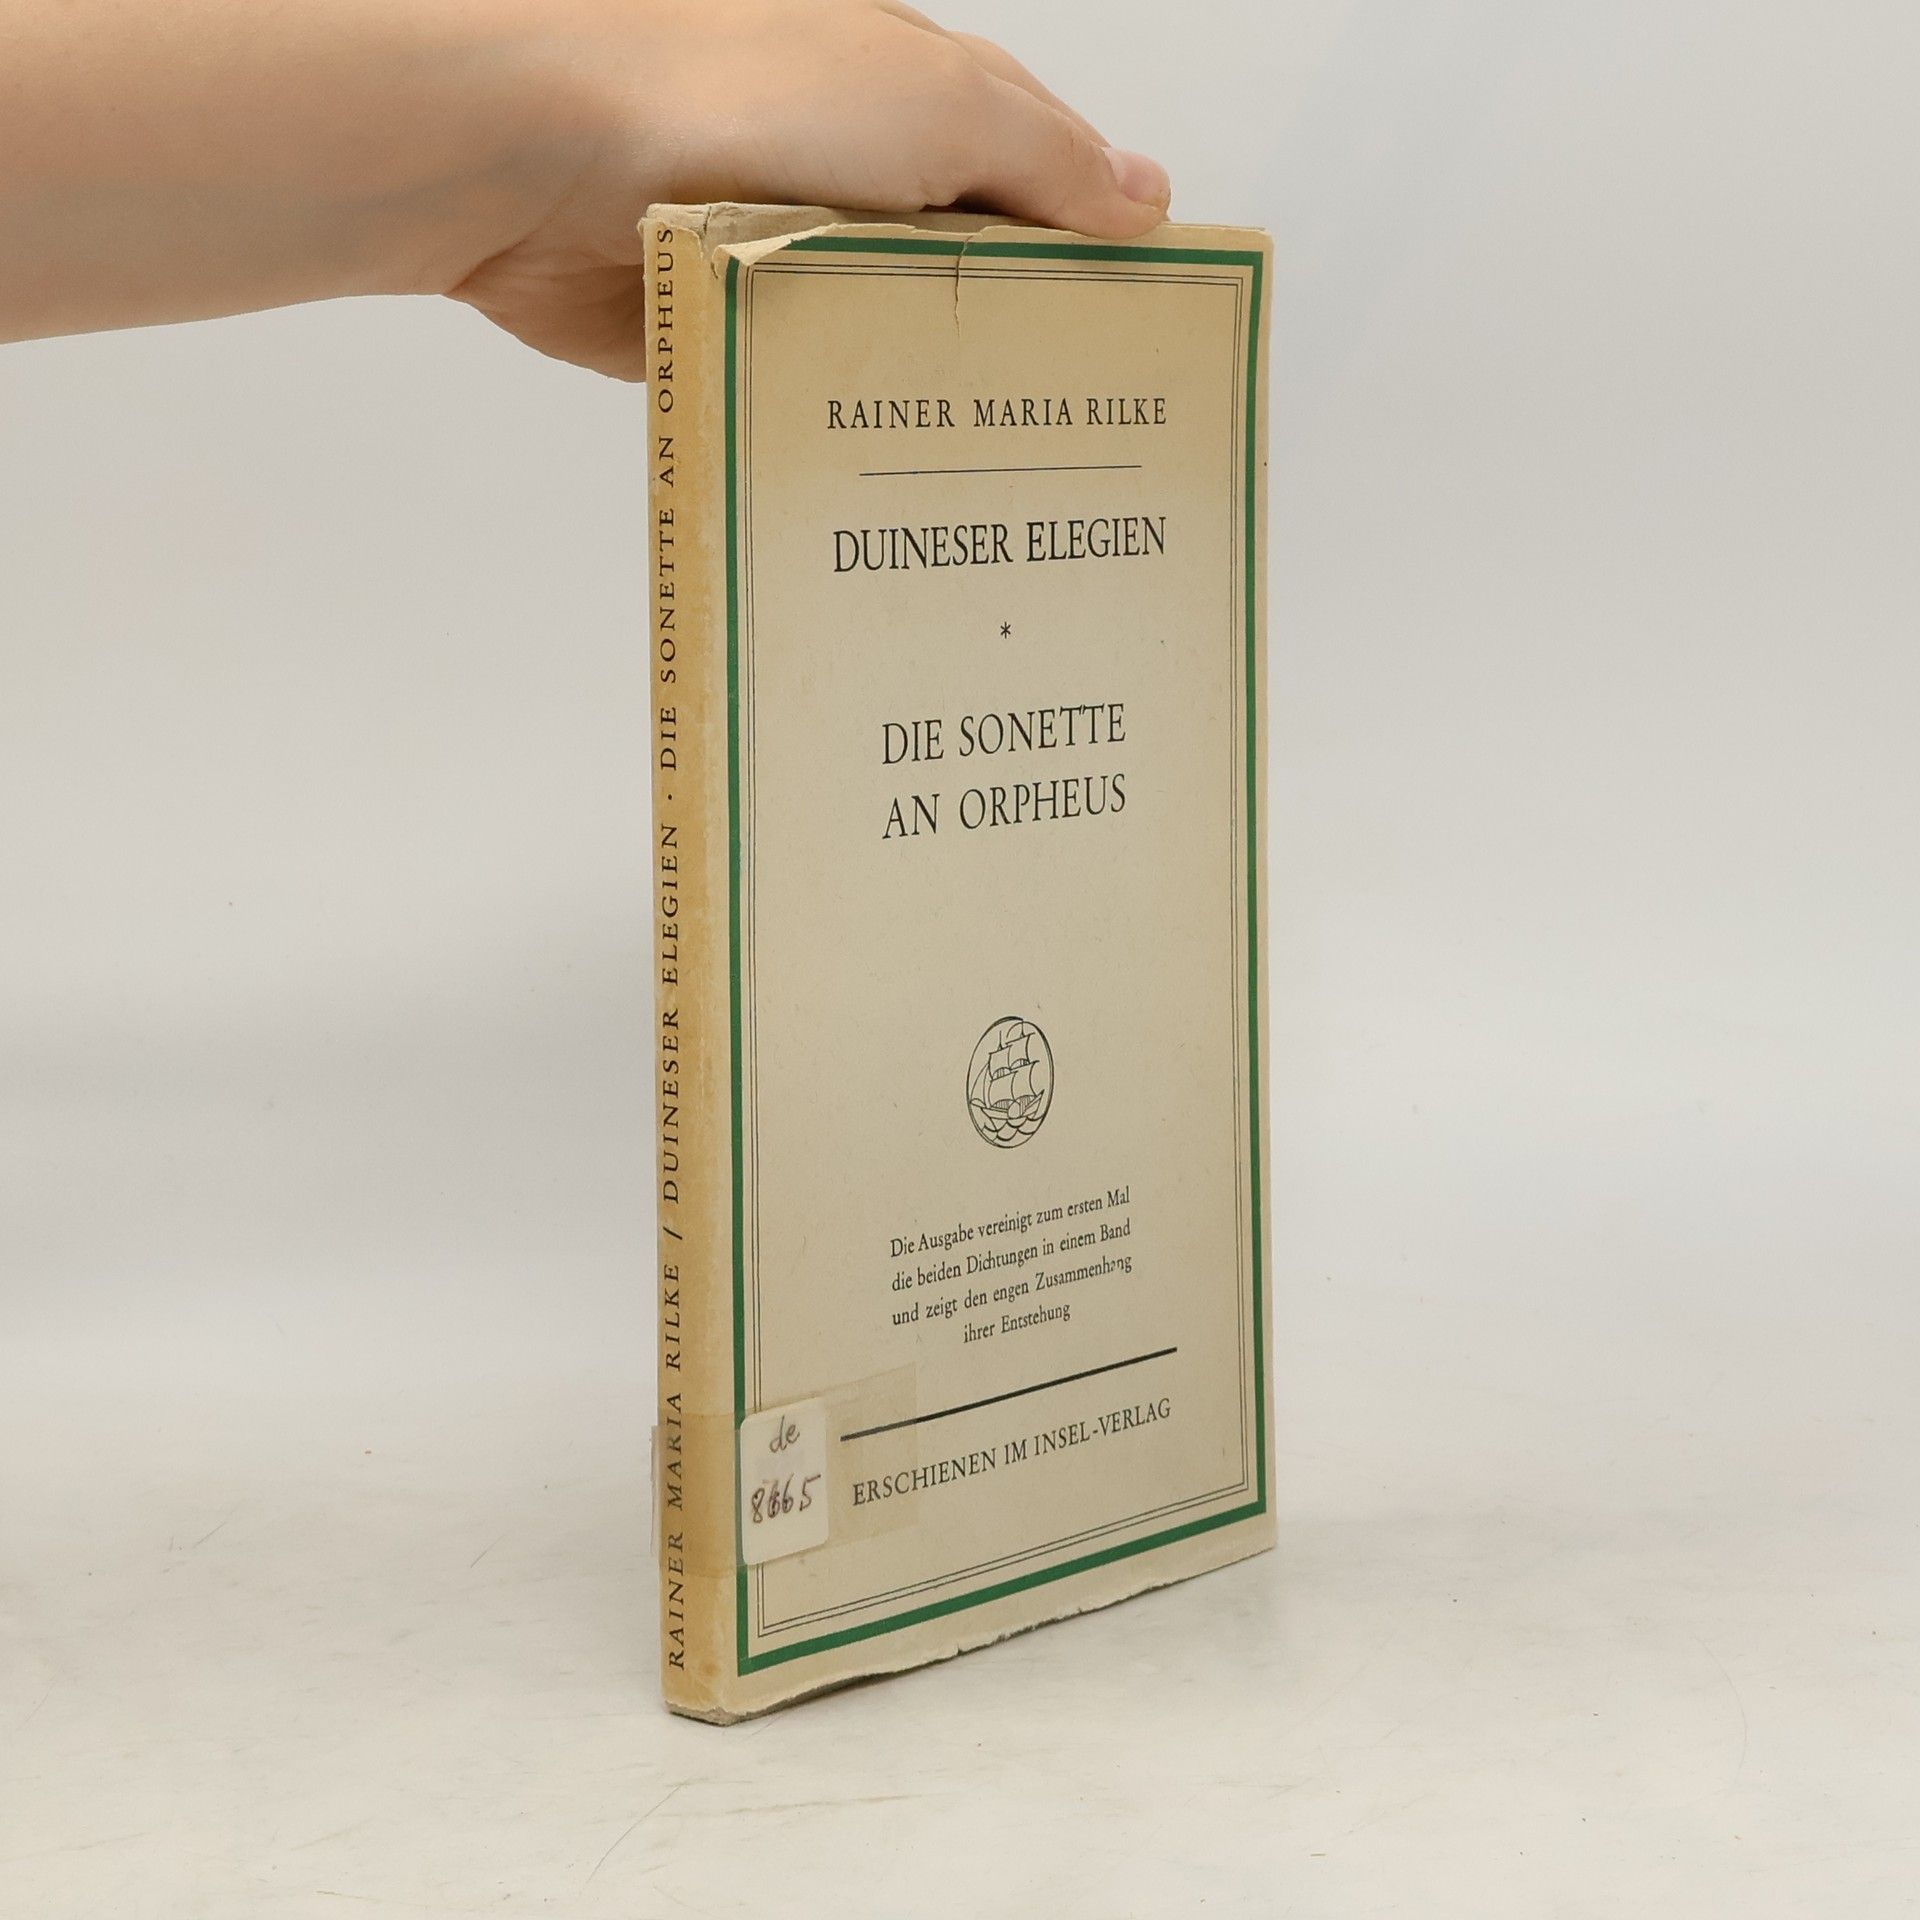 RAINER MARIA RILKE / DUINESER ELEGIEN · DIE SONETTE AN ORPHEUS
RAINER MARIA RILKE
DUINESER ELEGIEN
*
DIE SONETTE
AN ORPHEUS
Die Ausgabe vereinigt zum ersten Mal
die beiden Dichtungen in einem Band
und zeigt den engen Zusammenhang
ihrer Entstehung
ERSCHIENEN IM INSEL-VERLAG
de
8665